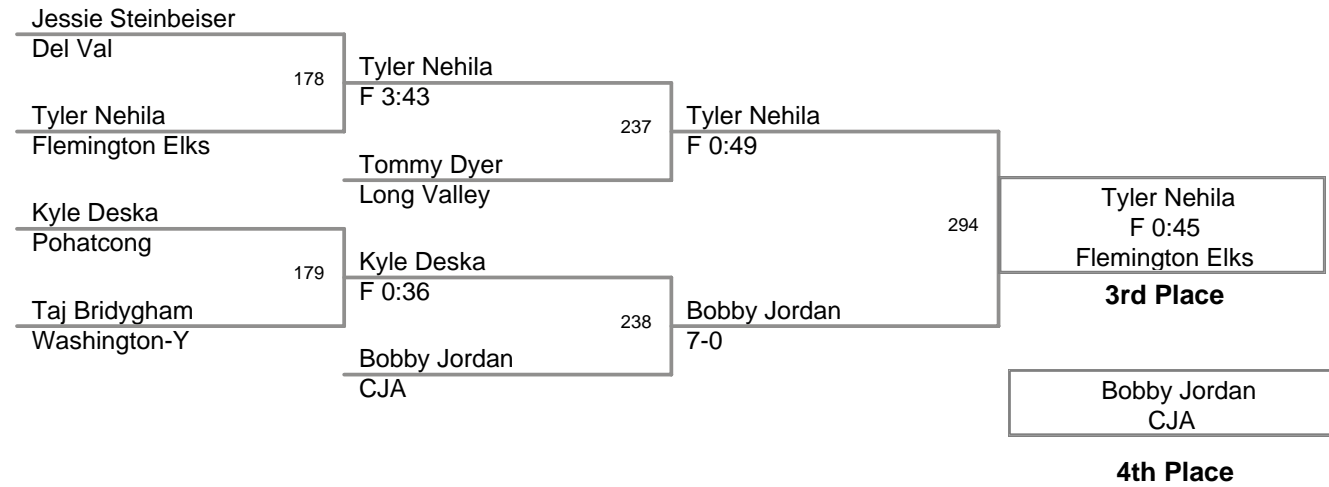 Jessie Steinbeiser
Del Val
178
Tyler Nehila
Flemington Elks
Kyle Deska
Pohatcong
179
Taj Bridygham
Washington-Y
Tyler Nehila
F 3:43
237
Tommy Dyer
Long Valley
Kyle Deska
F 0:36
238
Bobby Jordan
CJA
Tyler Nehila
F 0:49
294
Bobby Jordan
7-0
Tyler Nehila
F 0:45
Flemington Elks
3rd Place
Bobby Jordan
CJA
4th Place